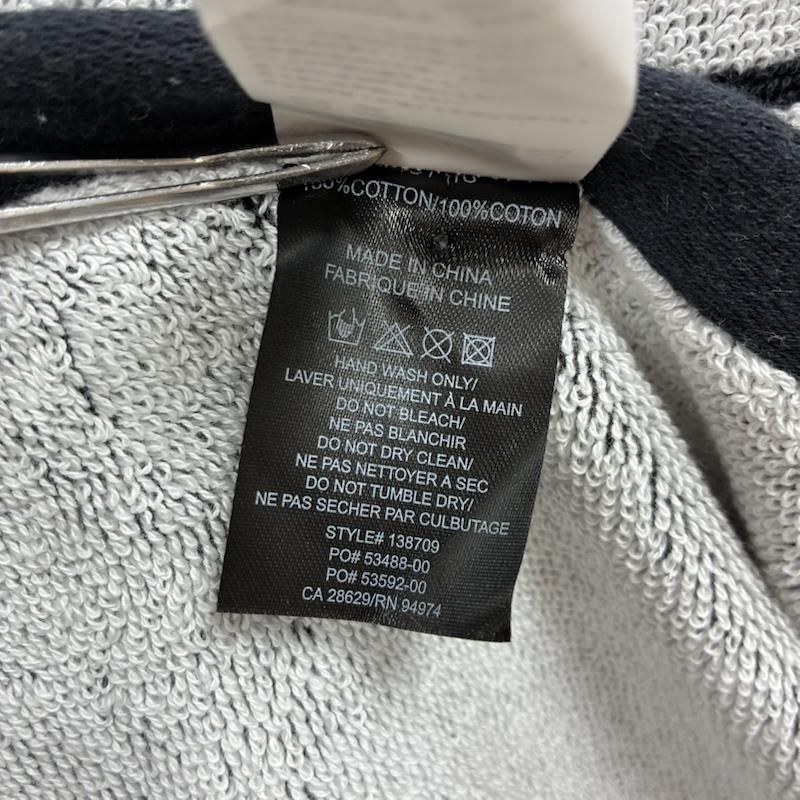 100%COTTON/100%COTON
MADE IN CHINA
FABRIQUE IN CHINE
HAND WASH ONLY/
LAVER UNIQUEMENT À LA MAIN
DO NOT BLEACH/
NE PAS BLANCHIR
DO NOT DRY CLEAN/
NE PAS NETTOYER A SEC
DO NOT TUMBLE DRY/
NE PAS SECHER PAR CULBUTAGE
STYLE# 138709
PO# 53488-00
PO# 53592-00
CA 28629/RN 94974